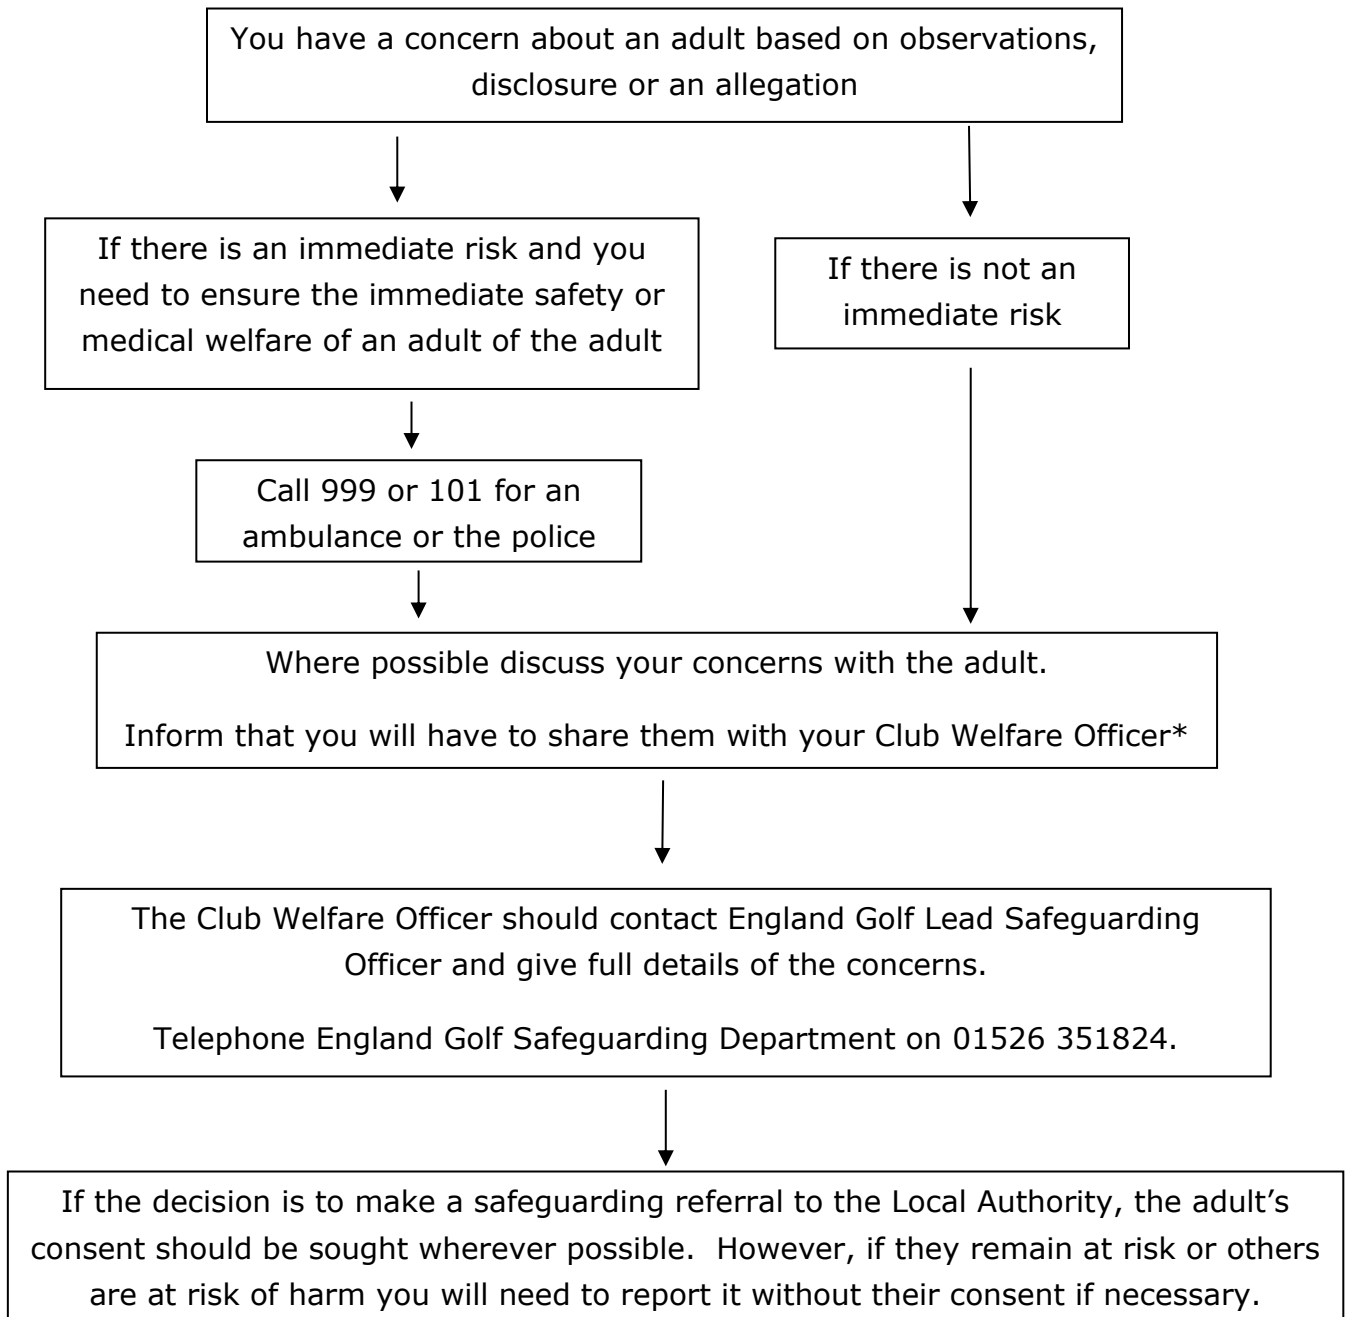 You have a concern about an adult based on observations,
disclosure or an allegation
If there is an immediate risk and you
need to ensure the immediate safety or
medical welfare of an adult of the adult
If there is not an
immediate risk
Call 999 or 101 for an
ambulance or the police
Where possible discuss your concerns with the adult.
Inform that you will have to share them with your Club Welfare Officer*
The Club Welfare Officer should contact England Golf Lead Safeguarding
Officer and give full details of the concerns.
Telephone England Golf Safeguarding Department on 01526 351824.
If the decision is to make a safeguarding referral to the Local Authority, the adult’s
consent should be sought wherever possible.  However, if they remain at risk or others
are at risk of harm you will need to report it without their consent if necessary.